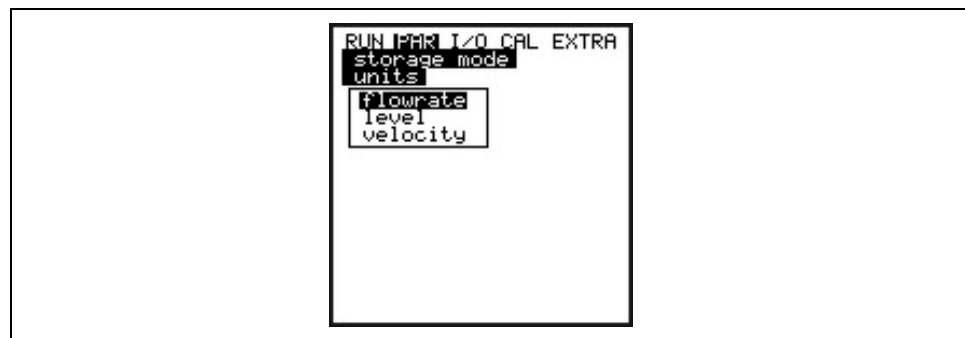 RUN PAR I/O CAL EXTRA
storage mode
units
flowrate
level
velocity